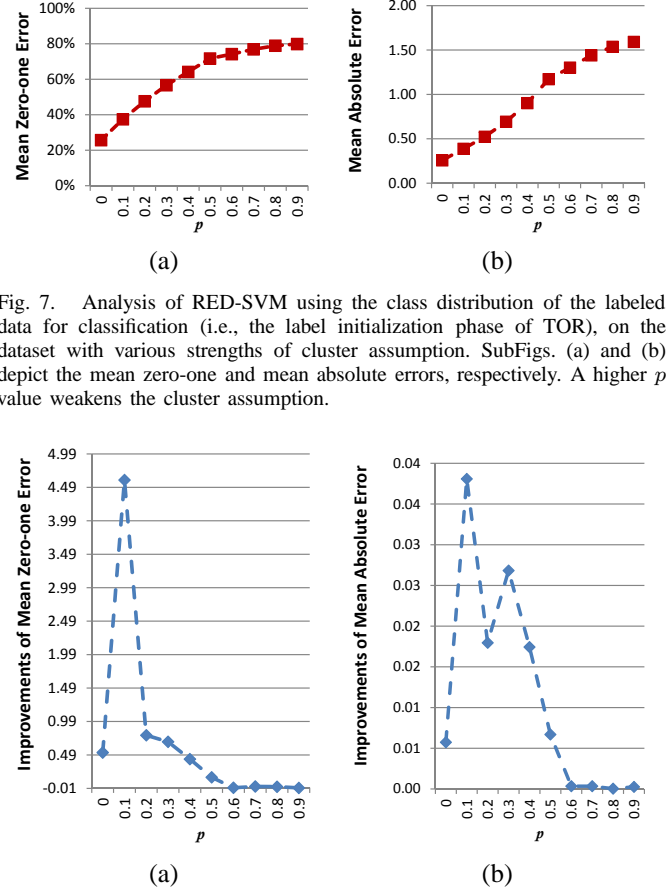 Mean Zero-one Error
100%
80%
60%
40%
20%
0%
0 0.1 0.2 0.3 0.4 0.5 0.6 0.7 0.8 0.9
p
(a)
Mean Absolute Error
2.00
1.50
1.00
0.50
0.00
0 0.1 0.2 0.3 0.4 0.5 0.6 0.7 0.8 0.9
p
(b)
Fig. 7. Analysis of RED-SVM using the class distribution of the labeled
data for classification (i.e., the label initialization phase of TOR), on the
dataset with various strengths of cluster assumption. SubFigs. (a) and (b)
depict the mean zero-one and mean absolute errors, respectively. A higher p
value weakens the cluster assumption.
Improvements of Mean Zero-one Error
4.99
4.49
3.99
3.49
2.99
2.49
1.99
1.49
0.99
0.49
-0.01
0 0.1 0.2 0.3 0.4 0.5 0.6 0.7 0.8 0.9
p
(a)
Improvements of Mean Absolute Error
0.04
0.04
0.03
0.03
0.02
0.02
0.01
0.01
0.00
0 0.1 0.2 0.3 0.4 0.5 0.6 0.7 0.8 0.9
p
(b)